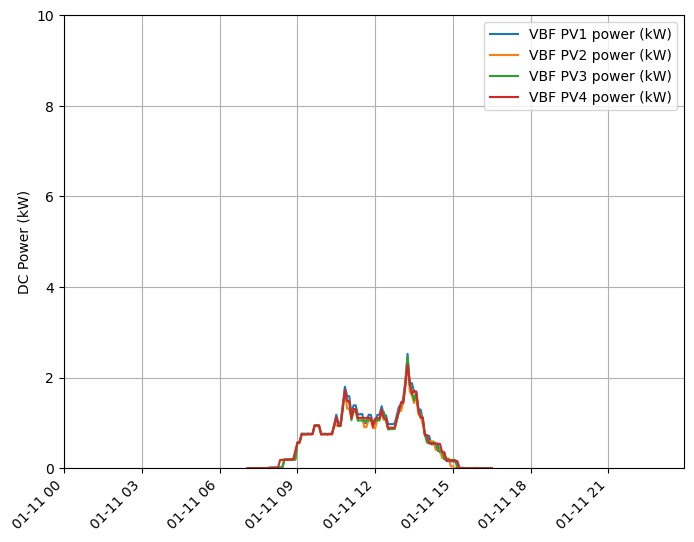 10
8
6
4
2
0
DC Power (kW)
VBF PV1 power (kW)
VBF PV2 power (kW)
VBF PV3 power (kW)
VBF PV4 power (kW)
01-11 00
01-11 03
01-11 06
01-11 09
01-11 12
01-11 15
01-11 18
01-11 21